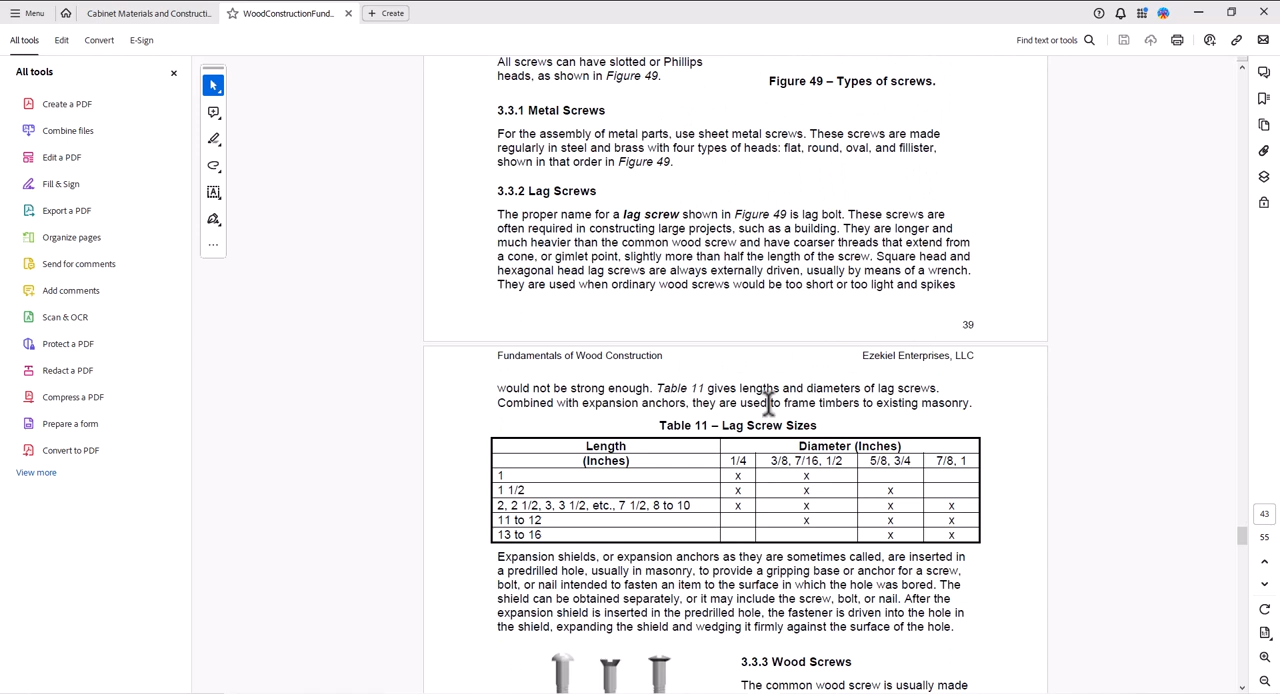 Menu
Cabinet Materials and Constructi...
WoodConstructionFund...
Create
All tools
Edit
Convert
E-Sign
Find text or tools
All tools
Create a PDF
Combine files
Edit a PDF
Fill & Sign
Export a PDF
Organize pages
Send for comments
Add comments
Scan & OCR
Protect a PDF
Redact a PDF
Compress a PDF
Prepare a form
Convert to PDF
View more
All screws can have slotted or Phillips
heads, as shown in Figure 49.
Figure 49 – Types of screws.
3.3.1 Metal Screws
For the assembly of metal parts, use sheet metal screws. These screws are made
regularly in steel and brass with four types of heads: flat, round, oval, and fillister,
shown in that order in Figure 49.
3.3.2 Lag Screws
The proper name for a lag screw shown in Figure 49 is lag bolt. These screws are
often required in constructing large projects, such as a building. They are longer and
much heavier than the common wood screw and have coarser threads that extend from
a cone, or gimlet point, slightly more than half the length of the screw. Square head and
hexagonal head lag screws are always externally driven, usually by means of a wrench.
They are used when ordinary wood screws would be too short or too light and spikes
39
Fundamentals of Wood Construction Ezekiel Enterprises, LLC
would not be strong enough. Table 11 gives lengths and diameters of lag screws.
Combined with expansion anchors, they are used to frame timbers to existing masonry.
Table 11 – Lag Screw Sizes
Length Diameter (Inches)
(Inches) 1/4 3/8, 7/16, 1/2 5/8, 3/4 7/8, 1
1 x x
1 1/2 x x x
2, 2 1/2, 3, 3 1/2, etc., 7 1/2, 8 to 10 x x x x
11 to 12 x x x
13 to 16 x x
Expansion shields, or expansion anchors as they are sometimes called, are inserted in
a predrilled hole, usually in masonry, to provide a gripping base or anchor for a screw,
bolt, or nail intended to fasten an item to the surface in which the hole was bored. The
shield can be obtained separately, or it may include the screw, bolt, or nail. After the
expansion shield is inserted in the predrilled hole, the fastener is driven into the hole in
the shield, expanding the shield and wedging it firmly against the surface of the hole.
3.3.3 Wood Screws
The common wood screw is usually made
43
55